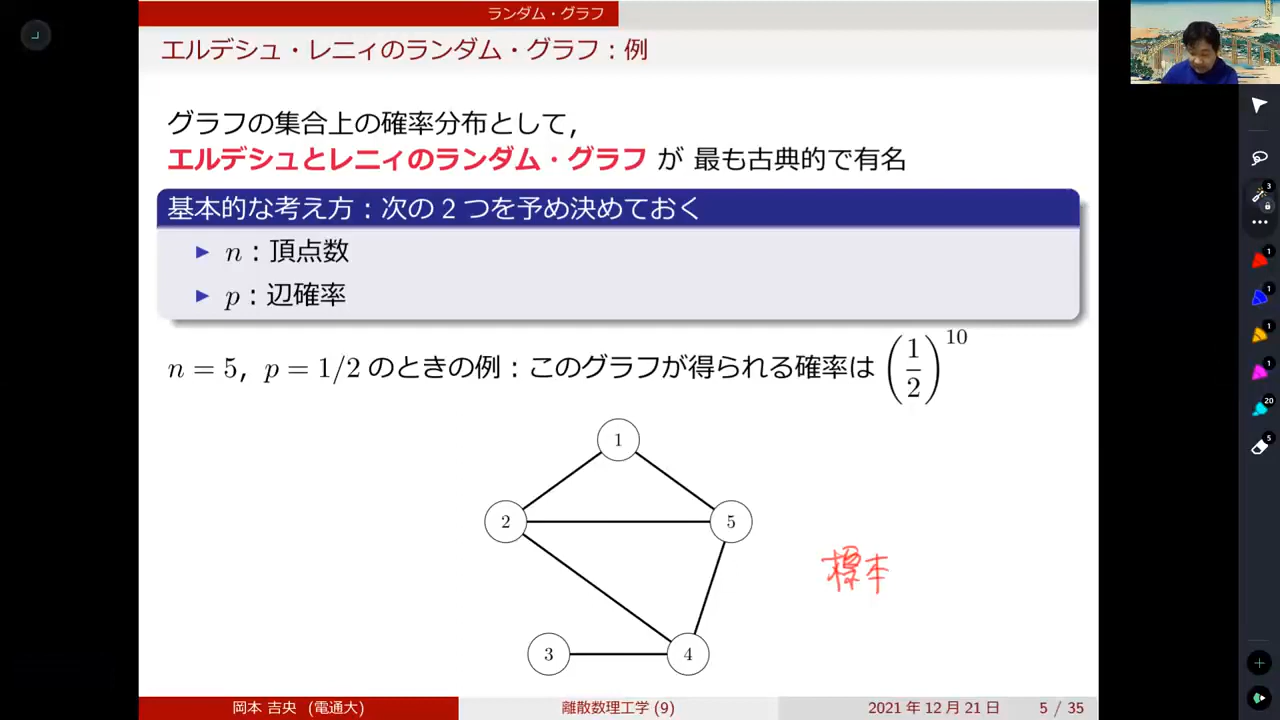 ランダム・グラフ
エルデシュ・レニィのランダム・グラフ：例
グラフの集合上の確率分布として，
エルデシュとレニィのランダム・グラフ が 最も古典的で有名
基本的な考え方：次の 2 つを予め決めておく
▶ n：頂点数
▶ p：辺確率
n = 5，p = 1/2 のときの例：このグラフが得られる確率は (1/2)^10
1
2
5
3
4
標本
岡本 吉央 (電通大)
離散数理工学 (9)
2021 年 12 月 21 日
5 / 35
3
1
1
1
1
20
5